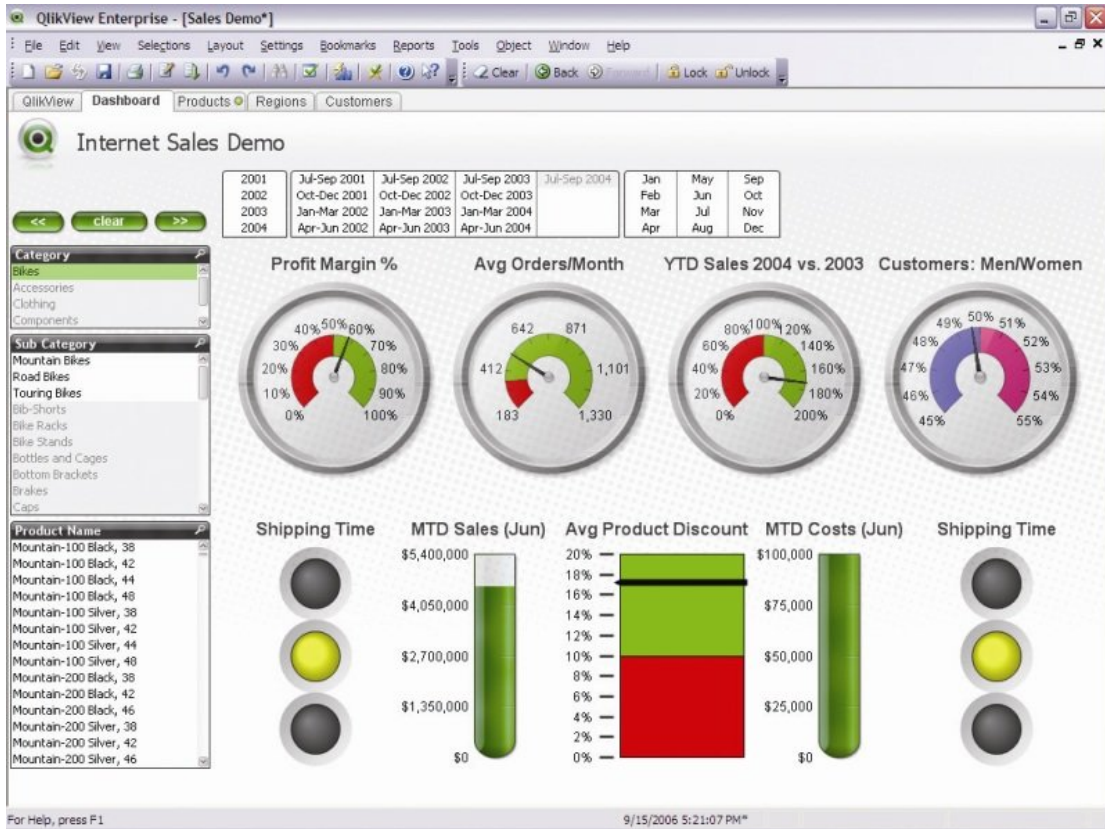 QlikView Enterprise - [Sales Demo*]
File Edit View Selections Layout Settings Bookmarks Reports Tools Object Window Help
Clear Back Forward Lock Unlock
QlikView Dashboard Products Regions Customers
Internet Sales Demo
2001 Jul-Sep 2001 Jul-Sep 2002 Jul-Sep 2003 Jul-Sep 2004 Jan May Sep
2002 Oct-Dec 2001 Oct-Dec 2002 Oct-Dec 2003 Feb Jun Oct
2003 Jan-Mar 2002 Jan-Mar 2003 Jan-Mar 2004 Mar Jul Nov
2004 Apr-Jun 2002 Apr-Jun 2003 Apr-Jun 2004 Apr Aug Dec
<< clear >>
Category
Bikes
Accessories
Clothing
Components
Sub Category
Mountain Bikes
Road Bikes
Touring Bikes
Bib-Shorts
Bike Racks
Bike Stands
Bottles and Cages
Bottom Brackets
Brakes
Caps
Product Name
Mountain-100 Black, 38
Mountain-100 Black, 42
Mountain-100 Black, 44
Mountain-100 Black, 48
Mountain-100 Silver, 38
Mountain-100 Silver, 42
Mountain-100 Silver, 44
Mountain-100 Silver, 48
Mountain-200 Black, 38
Mountain-200 Black, 42
Mountain-200 Black, 46
Mountain-200 Silver, 38
Mountain-200 Silver, 42
Mountain-200 Silver, 46
Profit Margin %
0% 10% 20% 30% 40% 50% 60% 70% 80% 90% 100%
Avg Orders/Month
183 412 642 871 1,101 1,330
YTD Sales 2004 vs. 2003
0% 20% 40% 60% 80% 100% 120% 140% 160% 180% 200%
Customers: Men/Women
45% 46% 47% 48% 49% 50% 51% 52% 53% 54% 55%
Shipping Time
MTD Sales (Jun)
$5,400,000
$4,050,000
$2,700,000
$1,350,000
$0
Avg Product Discount
20%
18%
16%
14%
12%
10%
8%
6%
4%
2%
0%
MTD Costs (Jun)
$100,000
$75,000
$50,000
$25,000
$0
Shipping Time
For Help, press F1 9/15/2006 5:21:07 PM*